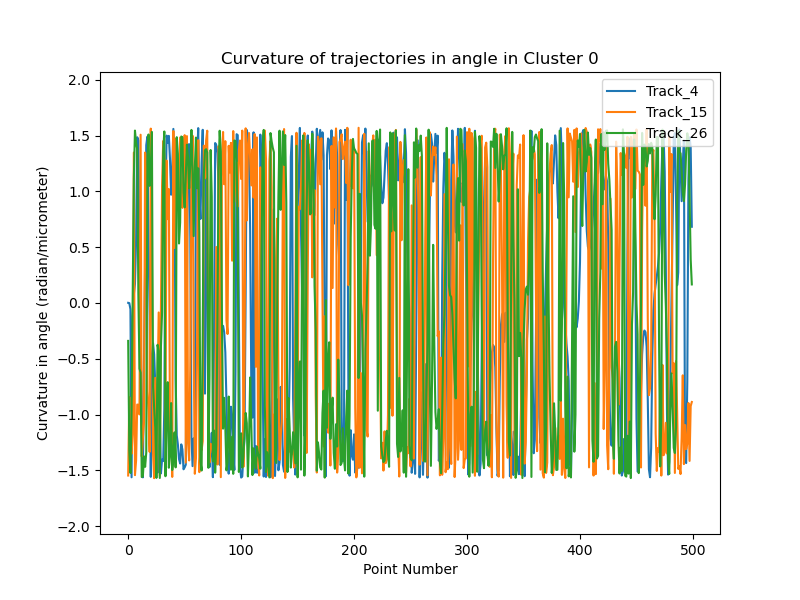 Curvature of trajectories in angle in Cluster 0
Track_4
Track_15
Track_26
Curvature in angle (radian/micrometer)
2.0
1.5
1.0
0.5
0.0
−0.5
−1.0
−1.5
−2.0
0 100 200 300 400 500
Point Number